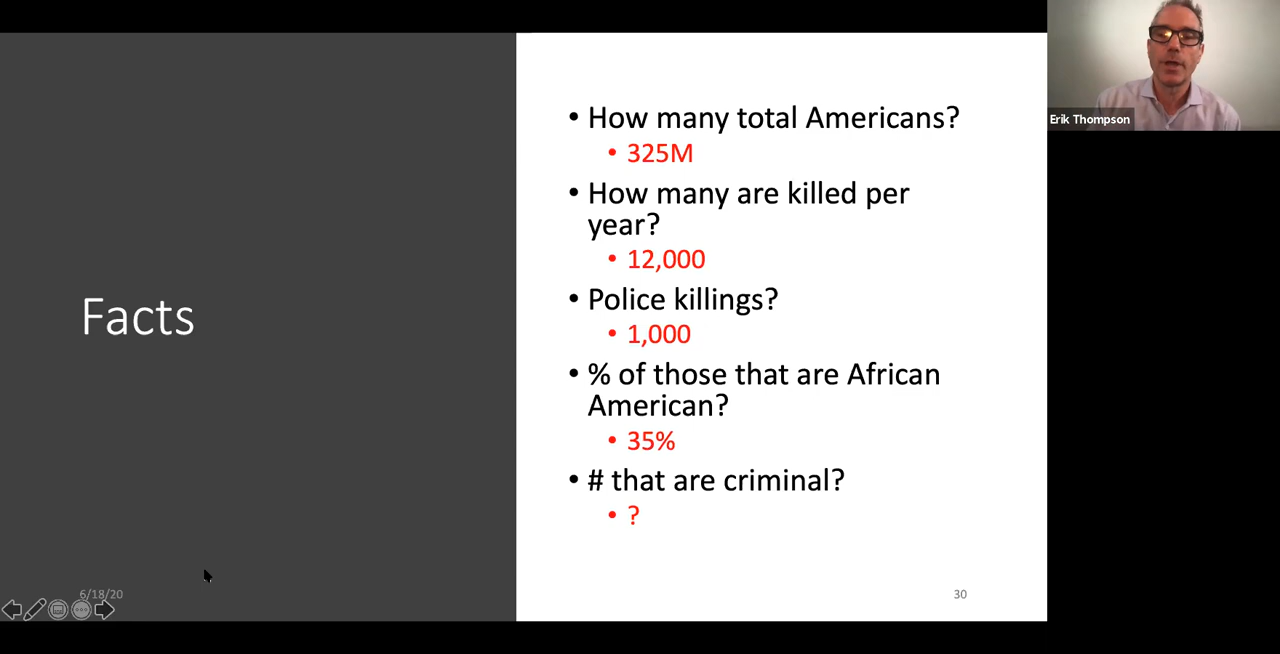 Facts
• How many total Americans?
• 325M
• How many are killed per
year?
• 12,000
• Police killings?
• 1,000
• % of those that are African
American?
• 35%
• # that are criminal?
• ?
6/18/20
30
Erik Thompson